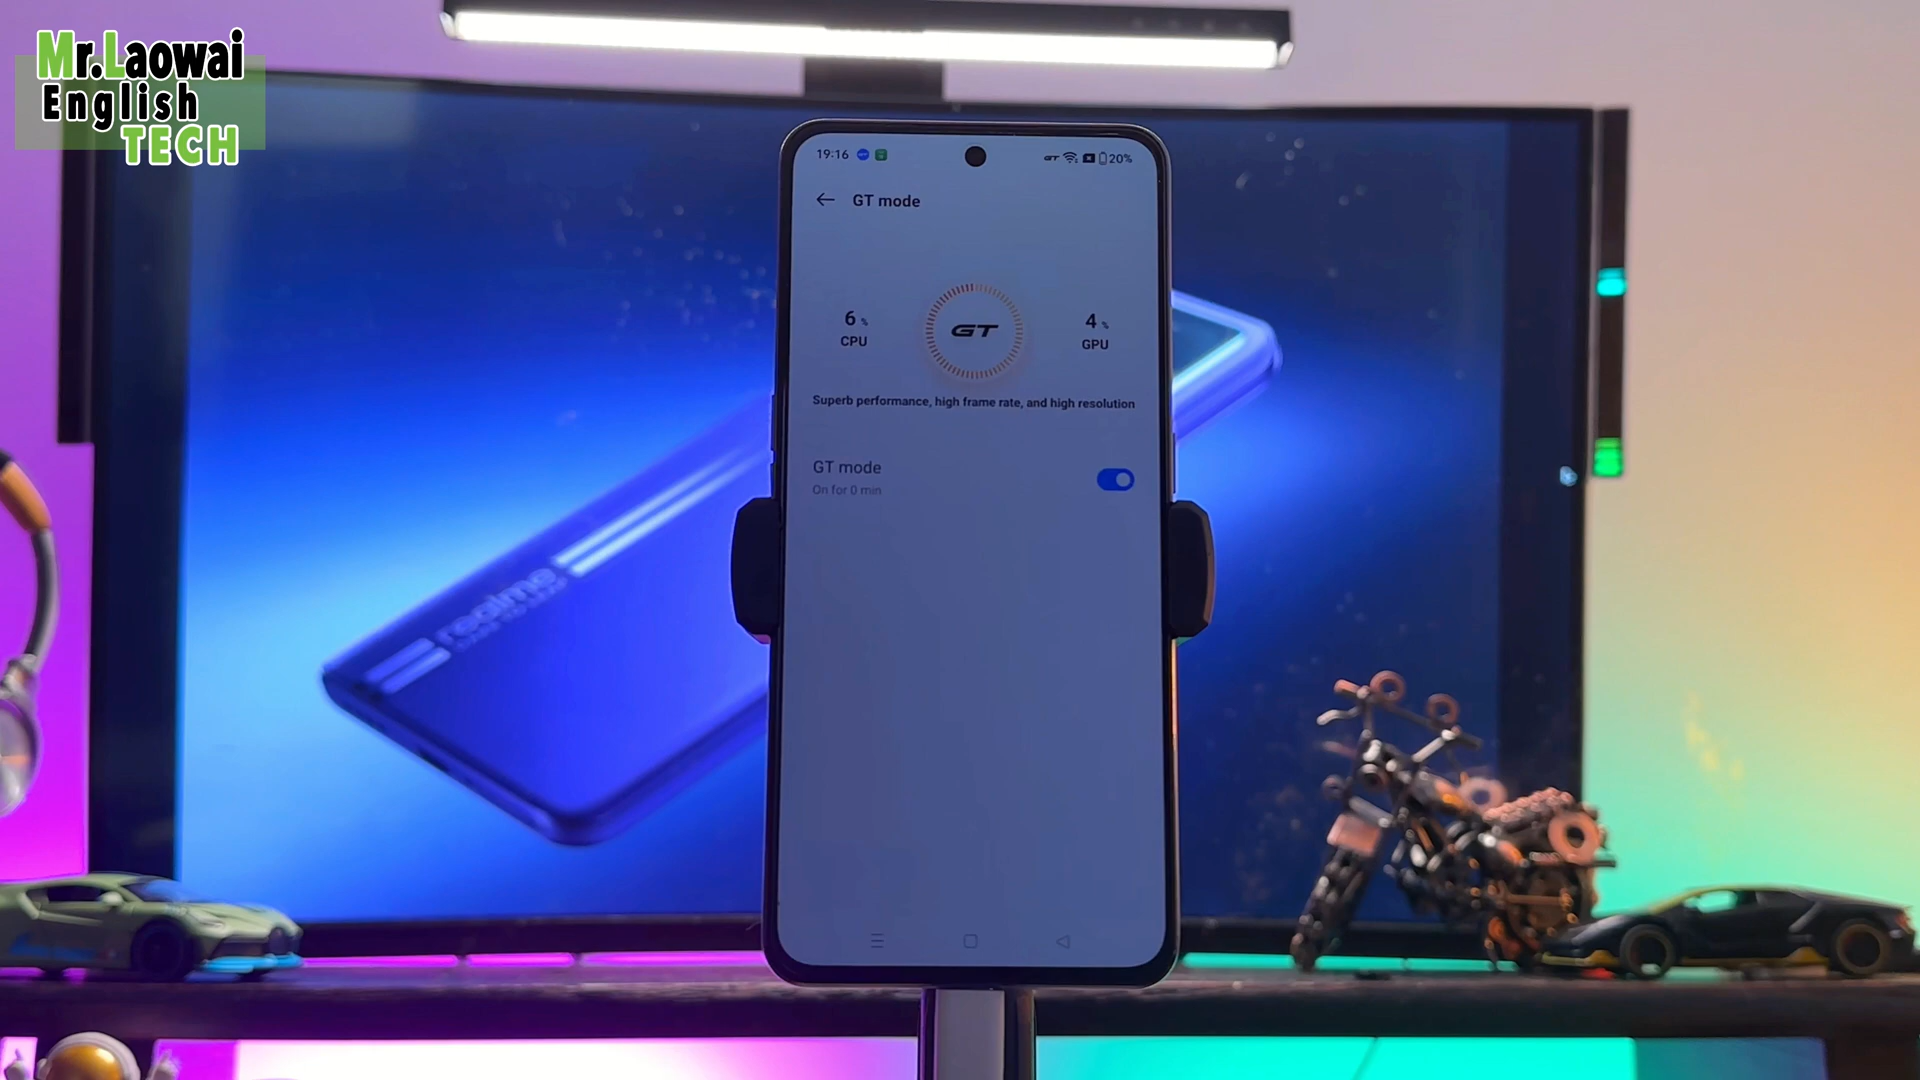 Mr.Laowai
English
TECH
19:16
GT 20%
GT mode
6 %
CPU
GT
4 %
GPU
Superb performance, high frame rate, and high resolution
GT mode
On for 0 min
realme